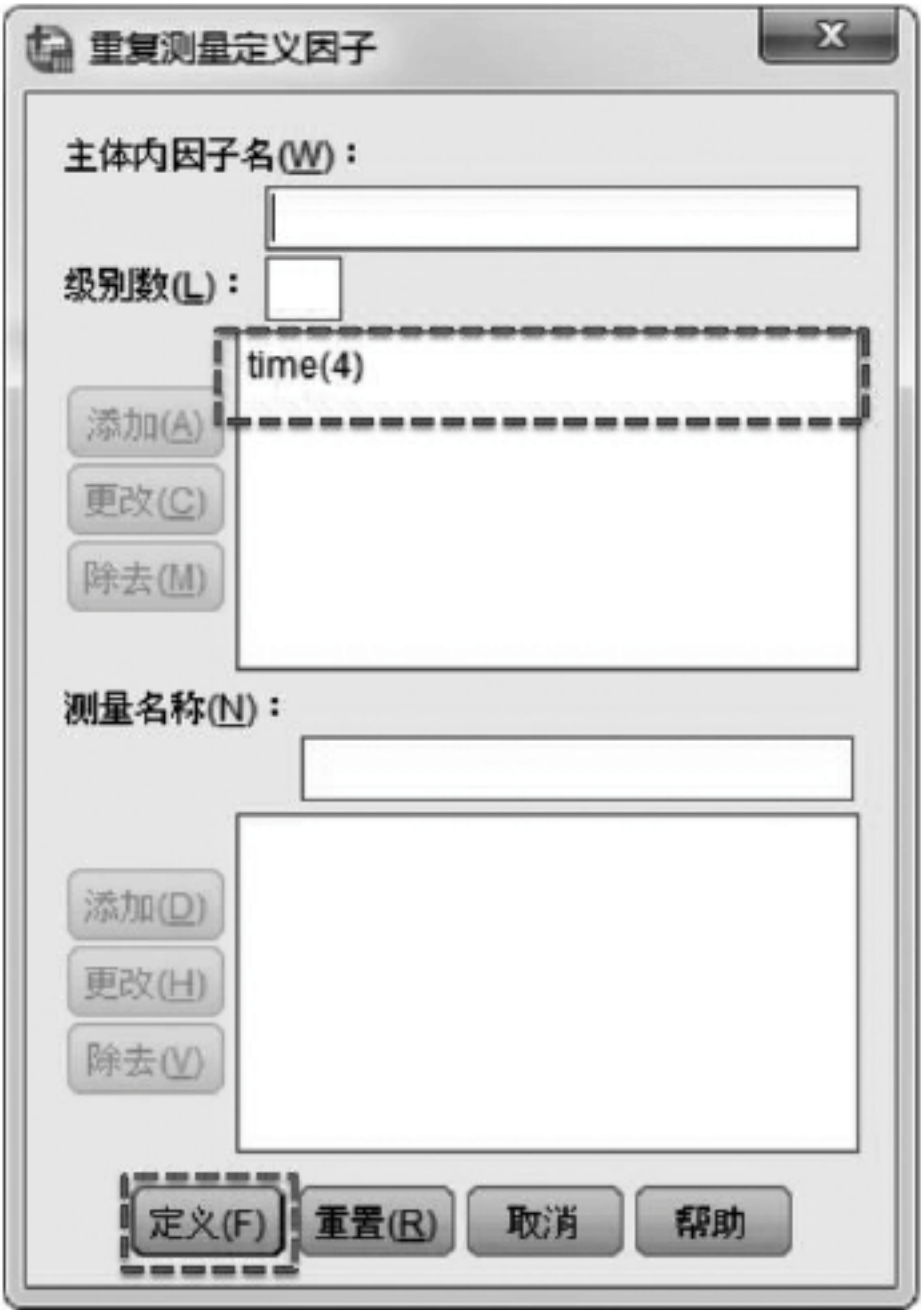 重复测量定义因子
主体内因子名(W)：
级别数(L)：
time(4)
添加(A)
更改(C)
除去(M)
测量名称(N)：
添加(D)
更改(H)
除去(V)
定义(F) 重置(R) 取消 帮助